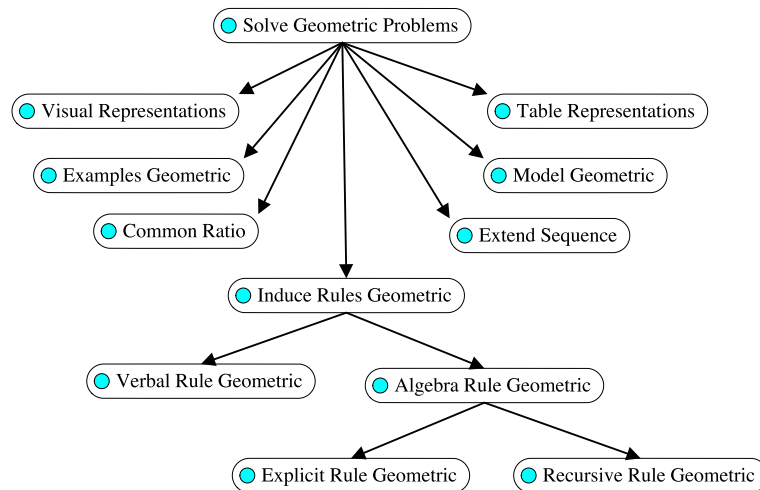 Solve Geometric Problems
Visual Representations
Table Representations
Examples Geometric
Model Geometric
Common Ratio
Extend Sequence
Induce Rules Geometric
Verbal Rule Geometric
Algebra Rule Geometric
Explicit Rule Geometric
Recursive Rule Geometric